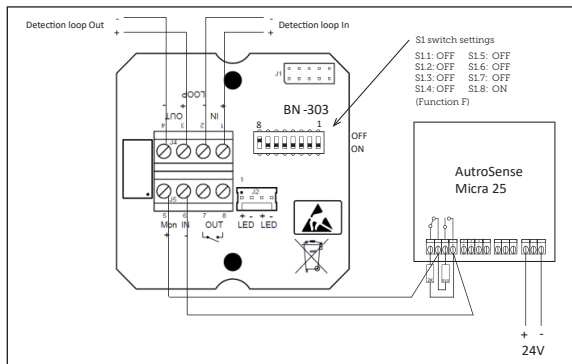 Detection loop Out
-
+
-
+
Detection loop In
S1 switch settings
S1.1: OFF S1.5: OFF
S1.2: OFF S1.6: OFF
S1.3: OFF S1.7: OFF
S1.4: OFF S1.8: ON
(Function F)
J1
LOOP
- + - +
OUT IN
4 3 2 1
BN-303
8 1
OFF
ON
J4
J5
1
J2
5 6 7 8
Mon IN OUT
+ -
+ - + -
LED LED
AutroSense
Micra 25
+ -
24V